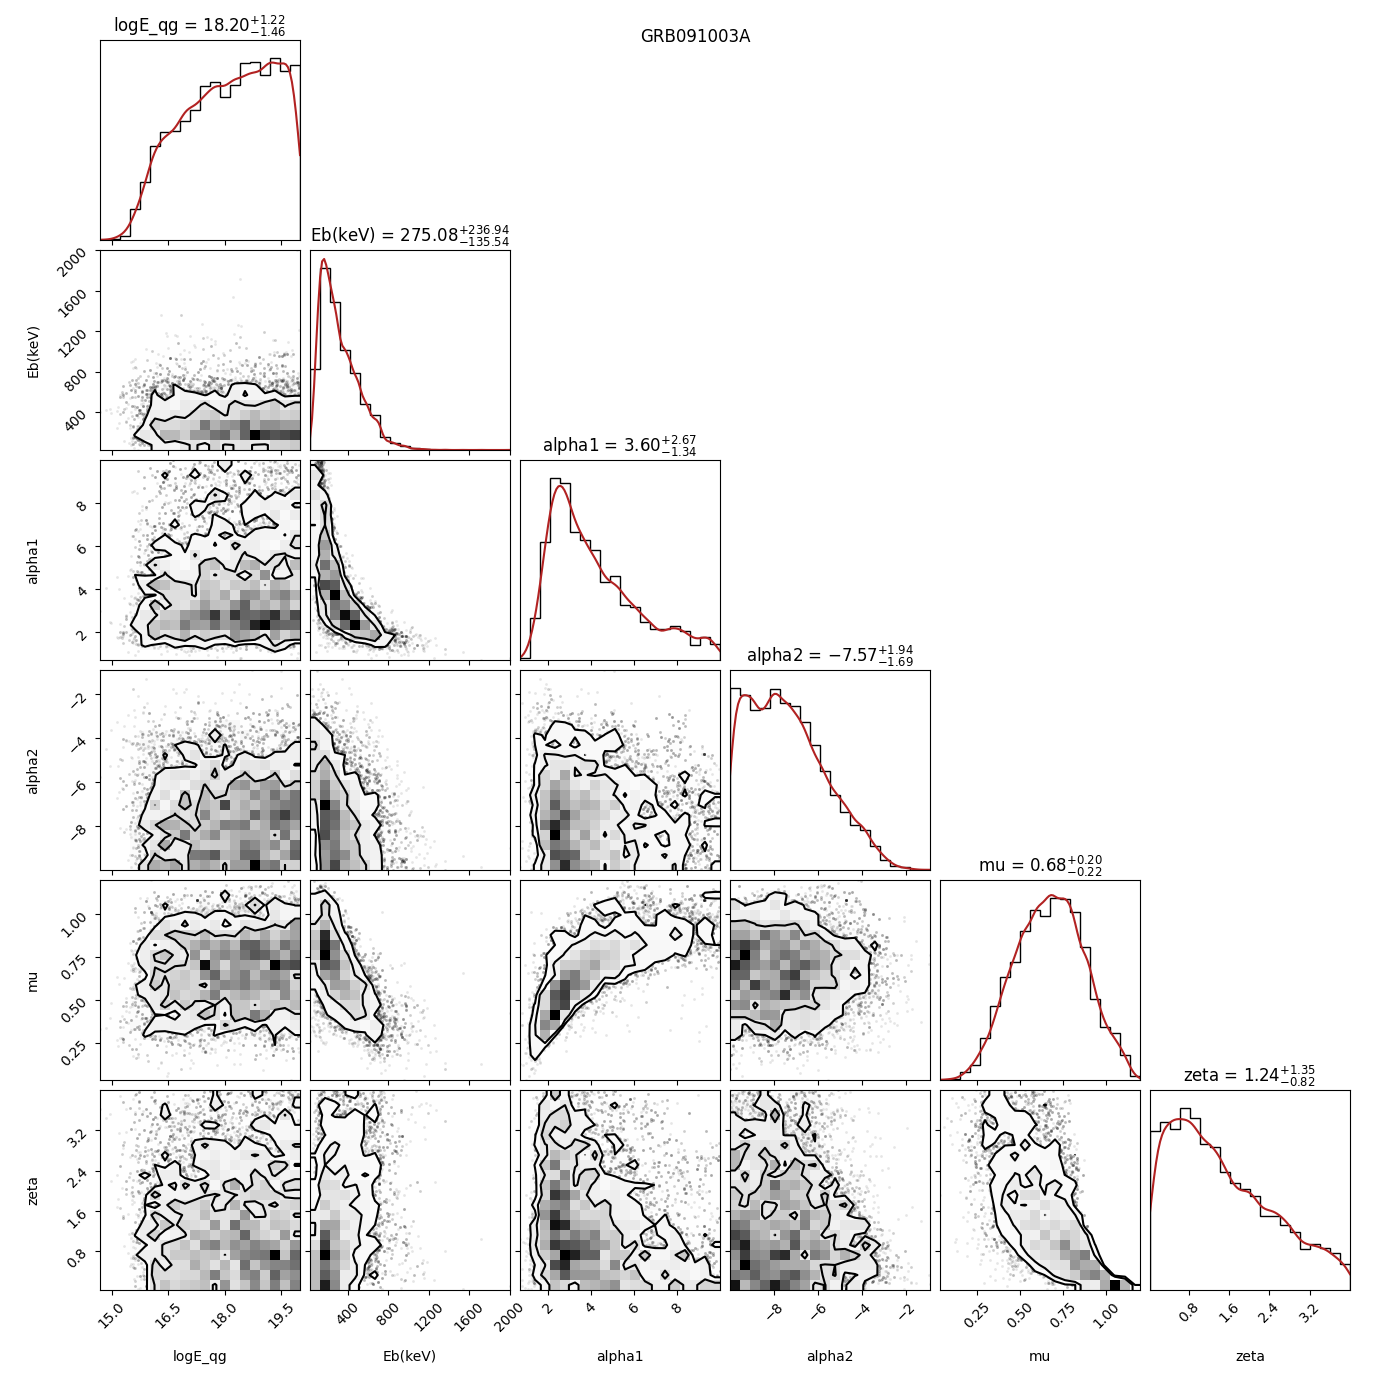 GRB091003A
logE_qg = 18.20+1.22−1.46
Eb(keV) = 275.08+236.94−135.54
2000
1600
1200
800
400
Eb(keV)
alpha1 = 3.60+2.67−1.34
8
6
4
2
alpha1
alpha2 = −7.57+1.94−1.69
−2
−4
−6
−8
alpha2
mu = 0.68+0.20−0.22
1.00
0.75
0.50
0.25
mu
zeta = 1.24+1.35−0.82
3.2
2.4
1.6
0.8
zeta
15.0 16.5 18.0 19.5
400 800 1200 1600 2000
2 4 6 8
−8 −6 −4 −2
0.25 0.50 0.75 1.00
0.8 1.6 2.4 3.2
logE_qg Eb(keV) alpha1 alpha2 mu zeta